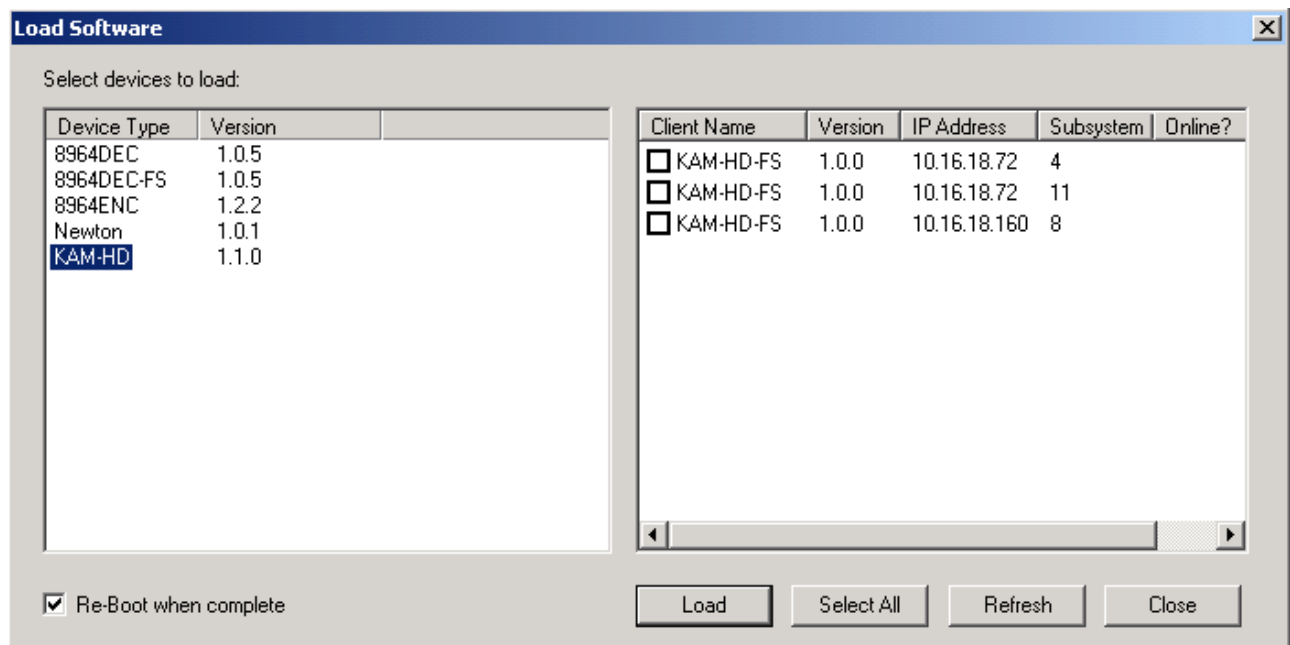 Load Software
Select devices to load:
Device Type Version
8964DEC 1.0.5
8964DEC-FS 1.0.5
8964ENC 1.2.2
Newton 1.0.1
KAM-HD 1.1.0
Client Name Version IP Address Subsystem Online?
KAM-HD-FS 1.0.0 10.16.18.72 4
KAM-HD-FS 1.0.0 10.16.18.72 11
KAM-HD-FS 1.0.0 10.16.18.160 8
Re-Boot when complete
Load Select All Refresh Close